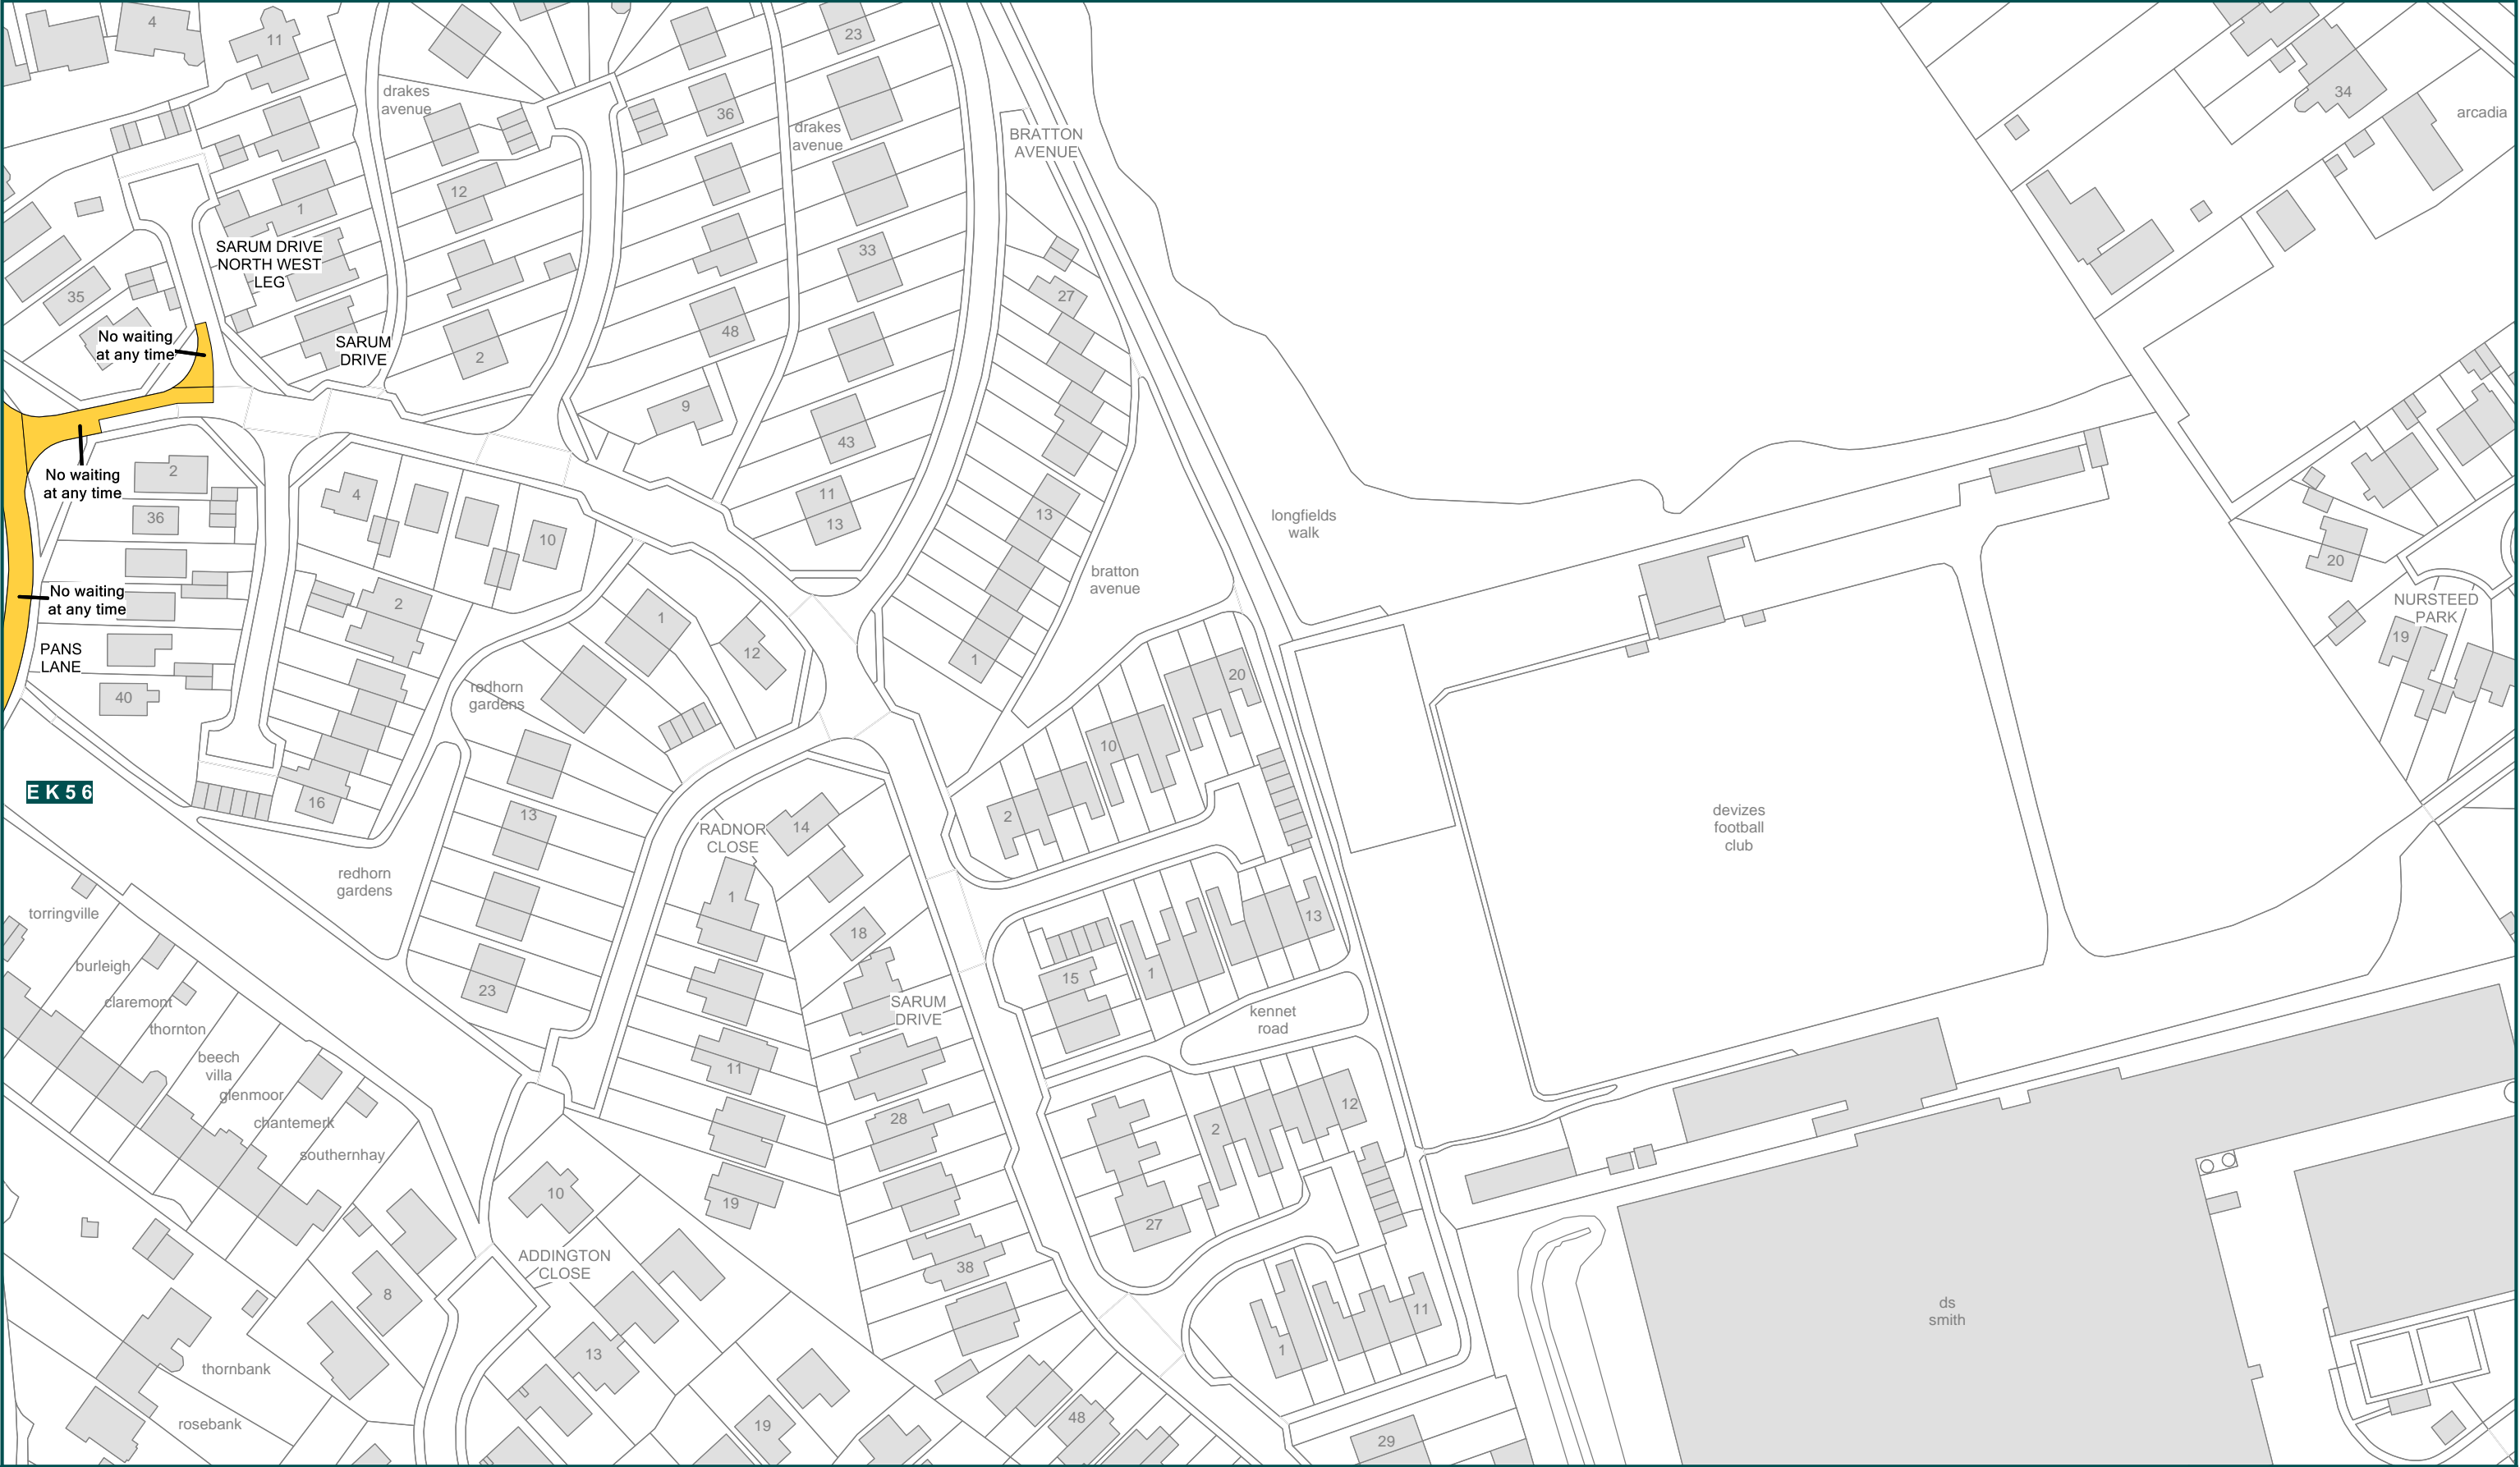 4
11
23
34
arcadia
drakes
avenue
36
drakes
avenue
BRATTON
AVENUE
12
1
SARUM DRIVE
NORTH WEST
LEG
33
27
35
No waiting
at any time
SARUM
DRIVE
2
48
9
43
No waiting
at any time
2
36
4
10
11
13
13
longfields
walk
20
No waiting
at any time
2
1
12
bratton
avenue
NURSTEED
PARK
19
PANS
LANE
40
redhorn
gardens
1
20
10
EK56
16
13
RADNOR
CLOSE
14
2
devizes
football
club
redhorn
gardens
1
torringville
18
13
burleigh
23
15
1
claremont
SARUM
DRIVE
kennet
road
thornton
beech
villa
11
glenmoor
chantemerk
28
2
12
southernhay
10
19
27
ADDINGTON
CLOSE
38
8
ds
smith
11
1
13
thornbank
rosebank
19
48
29